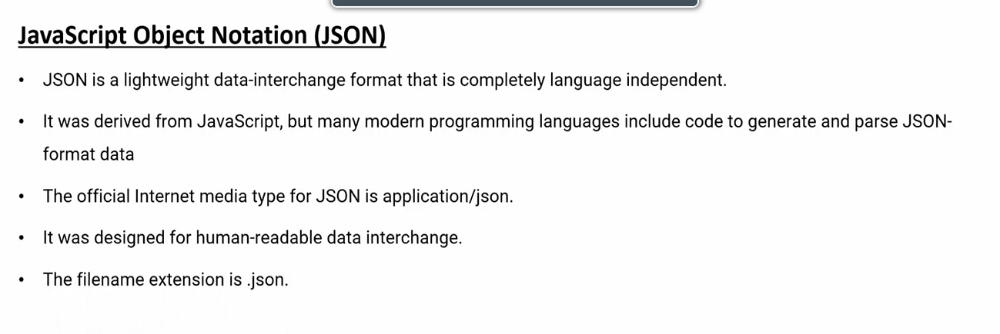 JavaScript Object Notation (JSON)
• JSON is a lightweight data-interchange format that is completely language independent.
• It was derived from JavaScript, but many modern programming languages include code to generate and parse JSON-
format data
• The official Internet media type for JSON is application/json.
• It was designed for human-readable data interchange.
• The filename extension is .json.